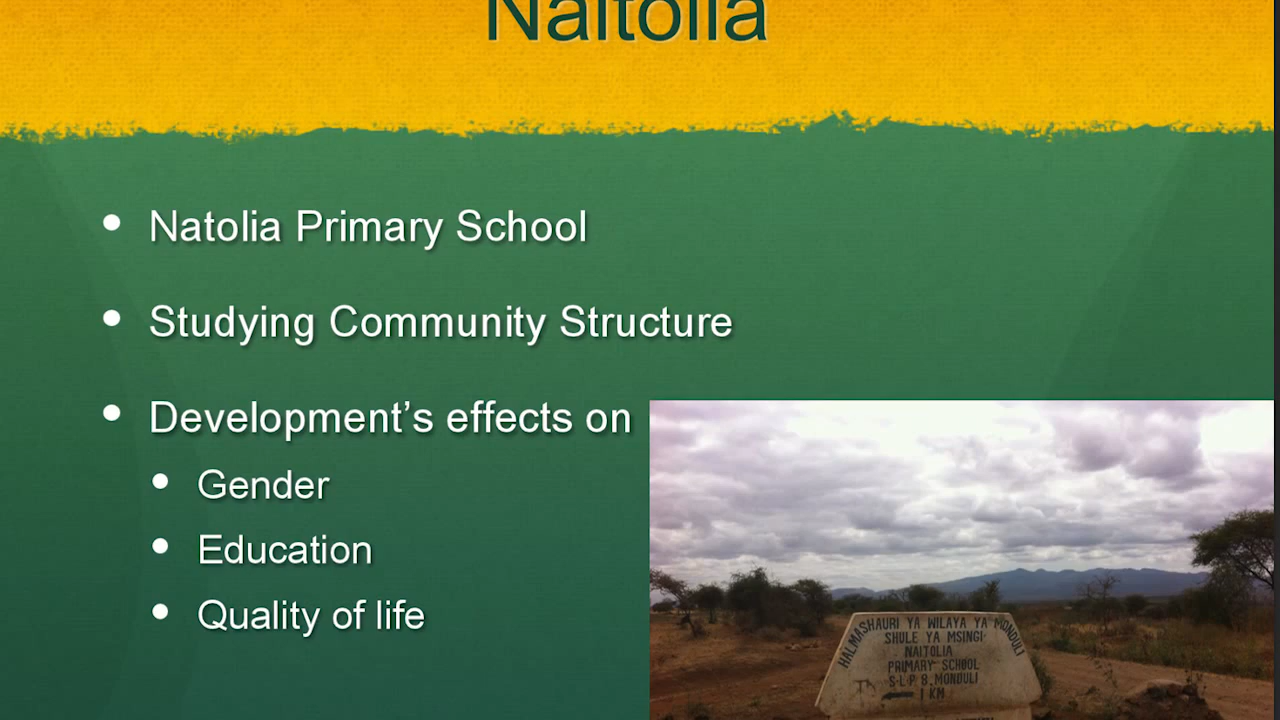 Naitolia
Natolia Primary School
Studying Community Structure
Development’s effects on
Gender
Education
Quality of life
HALMASHAURI YA WILAYA YA MONDULI
SHULE YA MSINGI
NAITOLIA
PRIMARY SCHOOL
S.L.P 8, MONDULI
1 KM